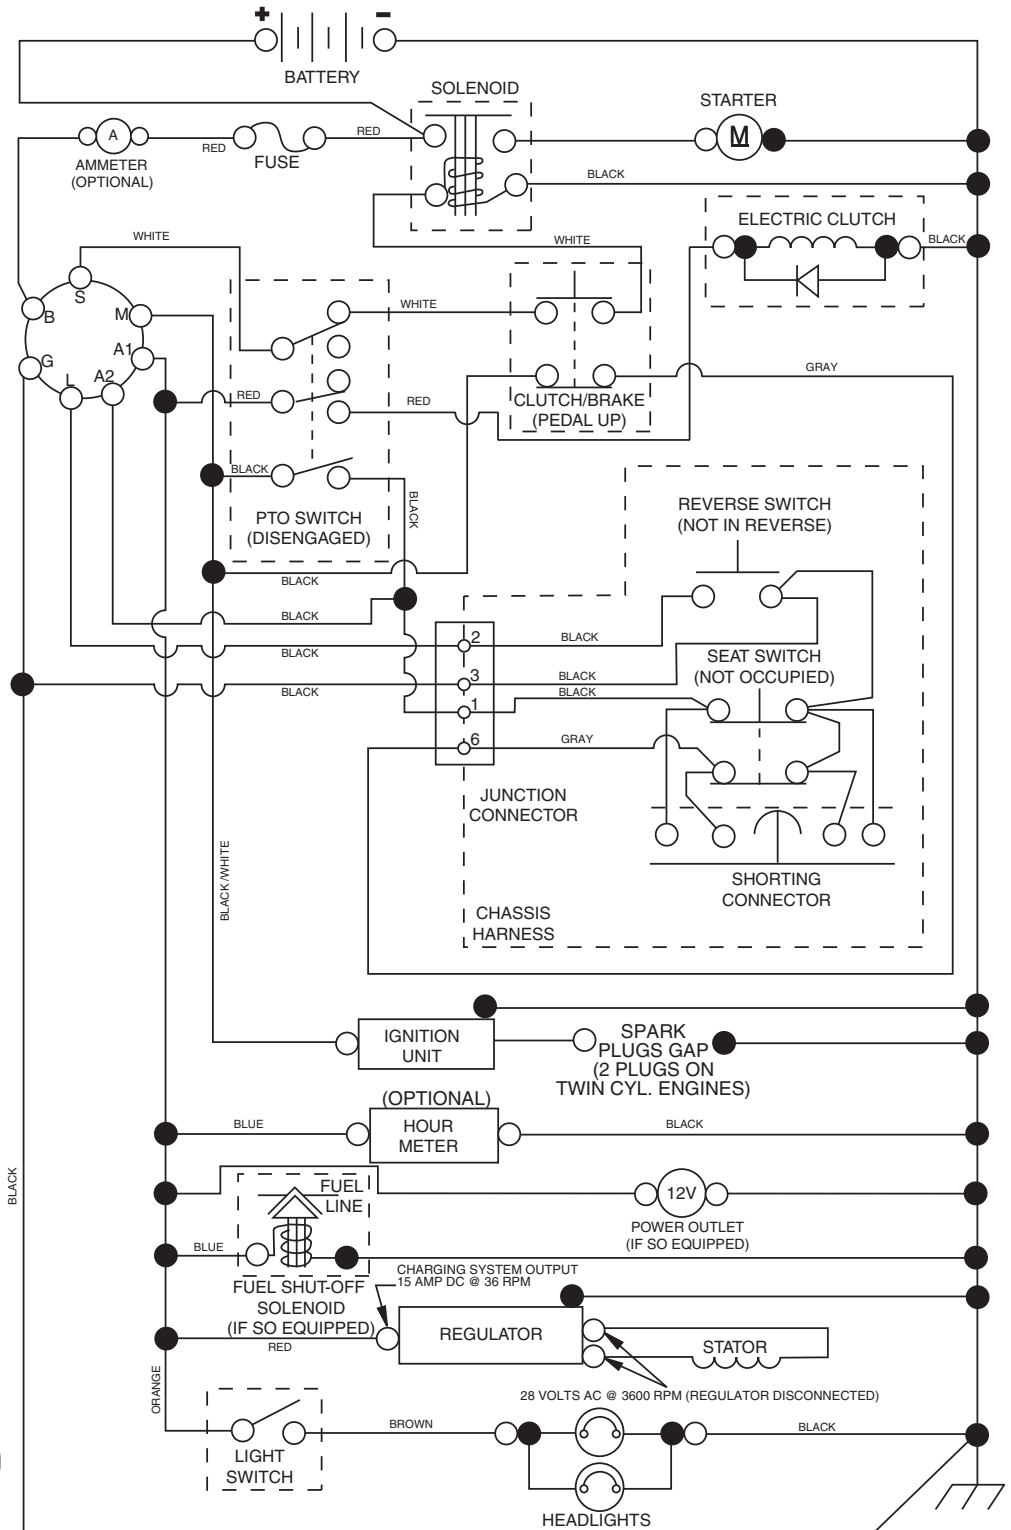 + -
BATTERY
SOLENOID
STARTER
A
M
RED
FUSE
RED
AMMETER
(OPTIONAL)
BLACK
ELECTRIC CLUTCH
WHITE
WHITE
BLACK
S
B
M
WHITE
A1
G
A2
L
GRAY
RED
RED
CLUTCH/BRAKE
(PEDAL UP)
BLACK
BLACK
REVERSE SWITCH
(NOT IN REVERSE)
PTO SWITCH
(DISENGAGED)
BLACK
BLACK
2
BLACK
BLACK
SEAT SWITCH
(NOT OCCUPIED)
3
BLACK
BLACK
BLACK
1
6
GRAY
JUNCTION
CONNECTOR
BLACK/WHITE
SHORTING
CONNECTOR
CHASSIS
HARNESS
IGNITION
UNIT
SPARK
PLUGS GAP
(2 PLUGS ON
TWIN CYL. ENGINES)
(OPTIONAL)
HOUR
METER
BLUE
BLACK
BLACK
FUEL
LINE
12V
POWER OUTLET
(IF SO EQUIPPED)
BLUE
CHARGING SYSTEM OUTPUT
15 AMP DC @ 36 RPM
FUEL SHUT-OFF
SOLENOID
(IF SO EQUIPPED)
RED
REGULATOR
STATOR
ORANGE
28 VOLTS AC @ 3600 RPM (REGULATOR DISCONNECTED)
BROWN
BLACK
LIGHT
SWITCH
HEADLIGHTS